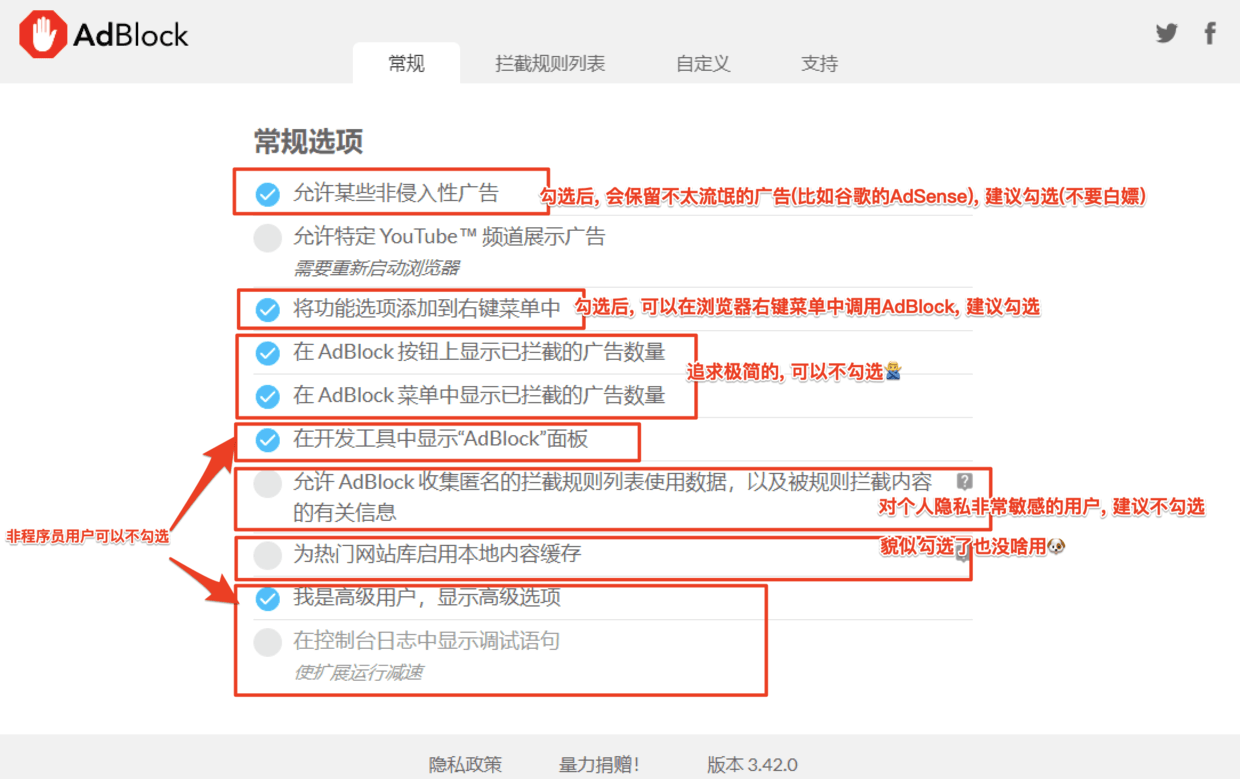 AdBlock
常规
拦截规则列表
自定义
支持
常规选项
允许某些非侵入性广告
勾选后, 会保留不太流氓的广告(比如谷歌的AdSense), 建议勾选(不要白嫖)
允许特定 YouTube™ 频道展示广告
需要重新启动浏览器
将功能选项添加到右键菜单中
勾选后, 可以在浏览器右键菜单中调用AdBlock, 建议勾选
在 AdBlock 按钮上显示已拦截的广告数量
追求极简的, 可以不勾选🙅‍♂️
在 AdBlock 菜单中显示已拦截的广告数量
在开发工具中显示“AdBlock”面板
允许 AdBlock 收集匿名的拦截规则列表使用数据，以及被规则拦截内容
的有关信息
?
对个人隐私非常敏感的用户, 建议不勾选
非程序员用户可以不勾选
为热门网站库启用本地内容缓存
貌似勾选了也没啥用🐶
我是高级用户，显示高级选项
在控制台日志中显示调试语句
使扩展运行减速
隐私政策
量力捐赠！
版本 3.42.0